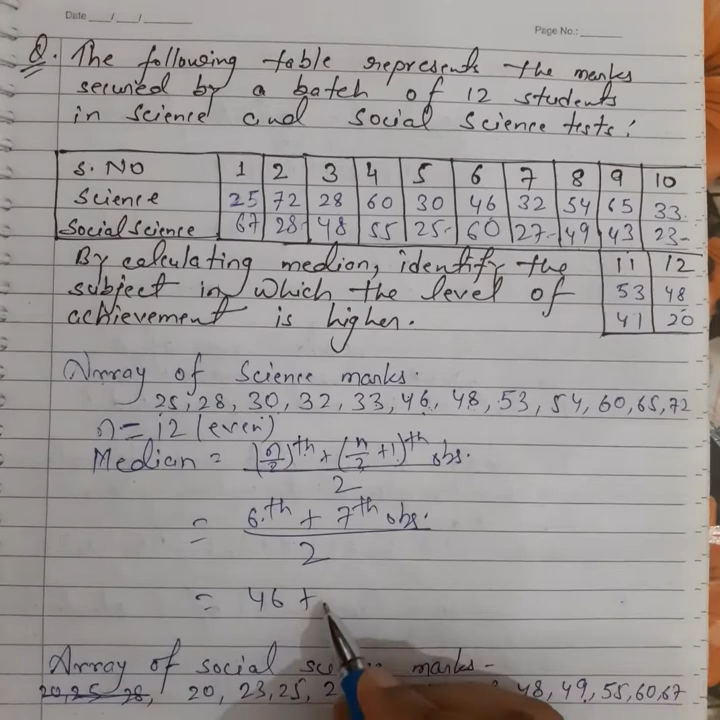 Date __/__/__
Page No.: ______
Q. The following table represents the marks
secured by a batch of 12 students
in Science and Social Science tests:
S. NO 1 2 3 4 5 6 7 8 9 10
Science 25 72 28 60 30 46 32 54 65 33
Social Science 67 28 48 55 25 60 27 49 43 23
11 12
53 48
41 20
By calculating median, identify the
subject in which the level of
achievement is higher.
Array of Science marks.
25, 28, 30, 32, 33, 46, 48, 53, 54, 60, 65, 72
n = 12 (even)
Median = (n/2)th + (n/2 + 1)th obs.
2
= 6th + 7th obs.
2
= 46 +
Array of social marks -
20, 25, 28, 20, 23, 25, 48, 49, 55, 60, 67